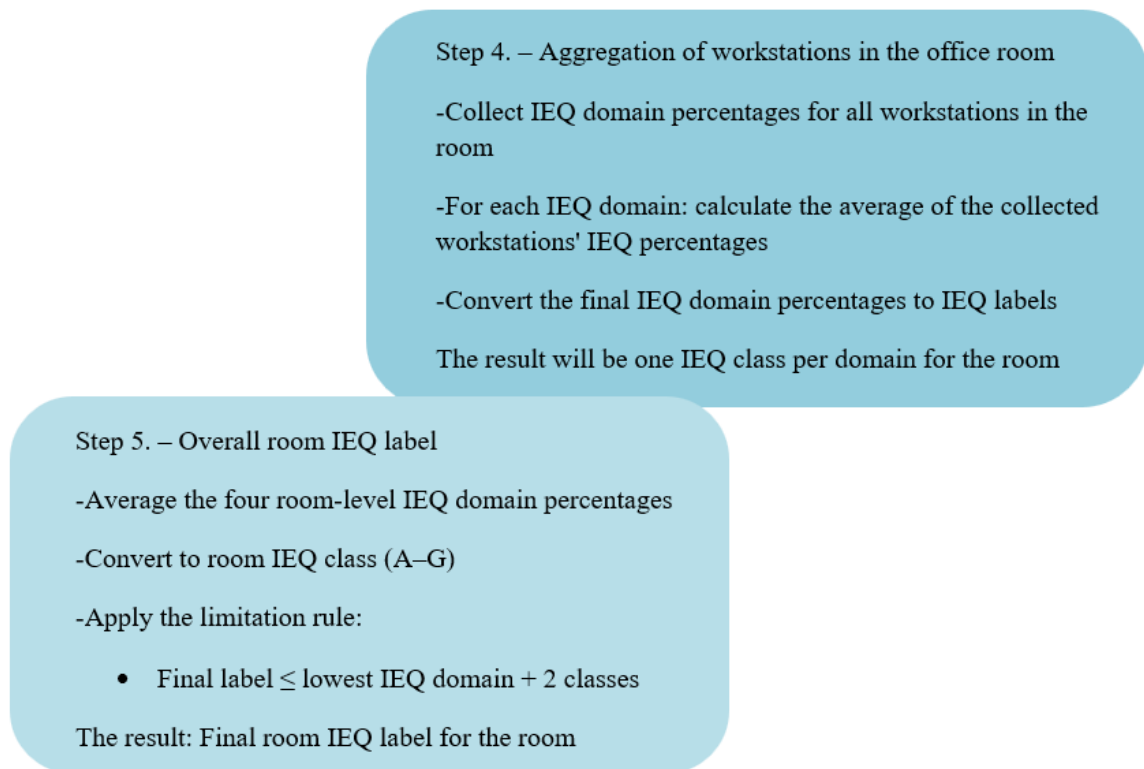 Step 4. – Aggregation of workstations in the office room
-Collect IEQ domain percentages for all workstations in the
room
-For each IEQ domain: calculate the average of the collected
workstations' IEQ percentages
-Convert the final IEQ domain percentages to IEQ labels
The result will be one IEQ class per domain for the room
Step 5. – Overall room IEQ label
-Average the four room-level IEQ domain percentages
-Convert to room IEQ class (A–G)
-Apply the limitation rule:
• Final label ≤ lowest IEQ domain + 2 classes
The result: Final room IEQ label for the room